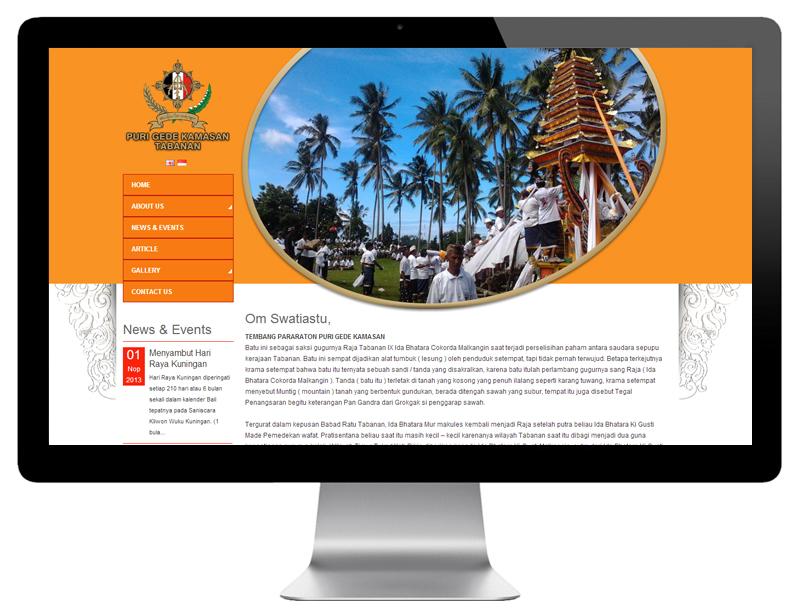 PURI GEDE KAMASAN
TABANAN
HOME
ABOUT US
NEWS & EVENTS
ARTICLE
GALLERY
CONTACT US
News & Events
01
Nop
2013
Menyambut Hari
Raya Kuningan
Hari Raya Kuningan diperingati
setiap 210 hari atau 6 bulan
sekali dalam kalender Bali
tepatnya pada Saniscara
Kliwon Wuku Kuningan. (1
bula...
Om Swatiastu,
TEMBANG PARARATON PURI GEDE KAMASAN
Batu ini sebagai saksi gugurnya Raja Tabanan IX Ida Bhatara Cokorda Malkangin saat terjadi perselisihan paham antara saudara sepupu
kerajaan Tabanan. Batu ini sempat dijadikan alat tumbuk ( lesung ) oleh penduduk setempat, tapi tidak pernah terwujud. Betapa terkejutnya
krama setempat bahwa batu itu ternyata sebuah sandi / tanda yang disakralkan, karena batu itulah perlambang gugurnya sang Raja ( Ida
Bhatara Cokorda Malkangin ). Tanda ( batu itu ) terletak di tanah yang kosong yang penuh ilalang seperti karang tuwang, krama setempat
menyebut Muntig ( mountain ) tanah yang berbentuk gundukan, berada ditengah sawah yang subur, tempat itu juga disebut Tegal
Penangsaran begitu keterangan Pan Gandra dari Grokgak si penggarap sawah.
Tergurat dalam kepusan Babad Ratu Tabanan, Ida Bhatara Mur makules kembali menjadi Raja setelah putra beliau Ida Bhatara Ki Gusti
Made Pemedekan wafat. Pratisentana beliau saat itu masih kecil – kecil karenanya wilayah Tabanan saat itu dibagi menjadi dua guna